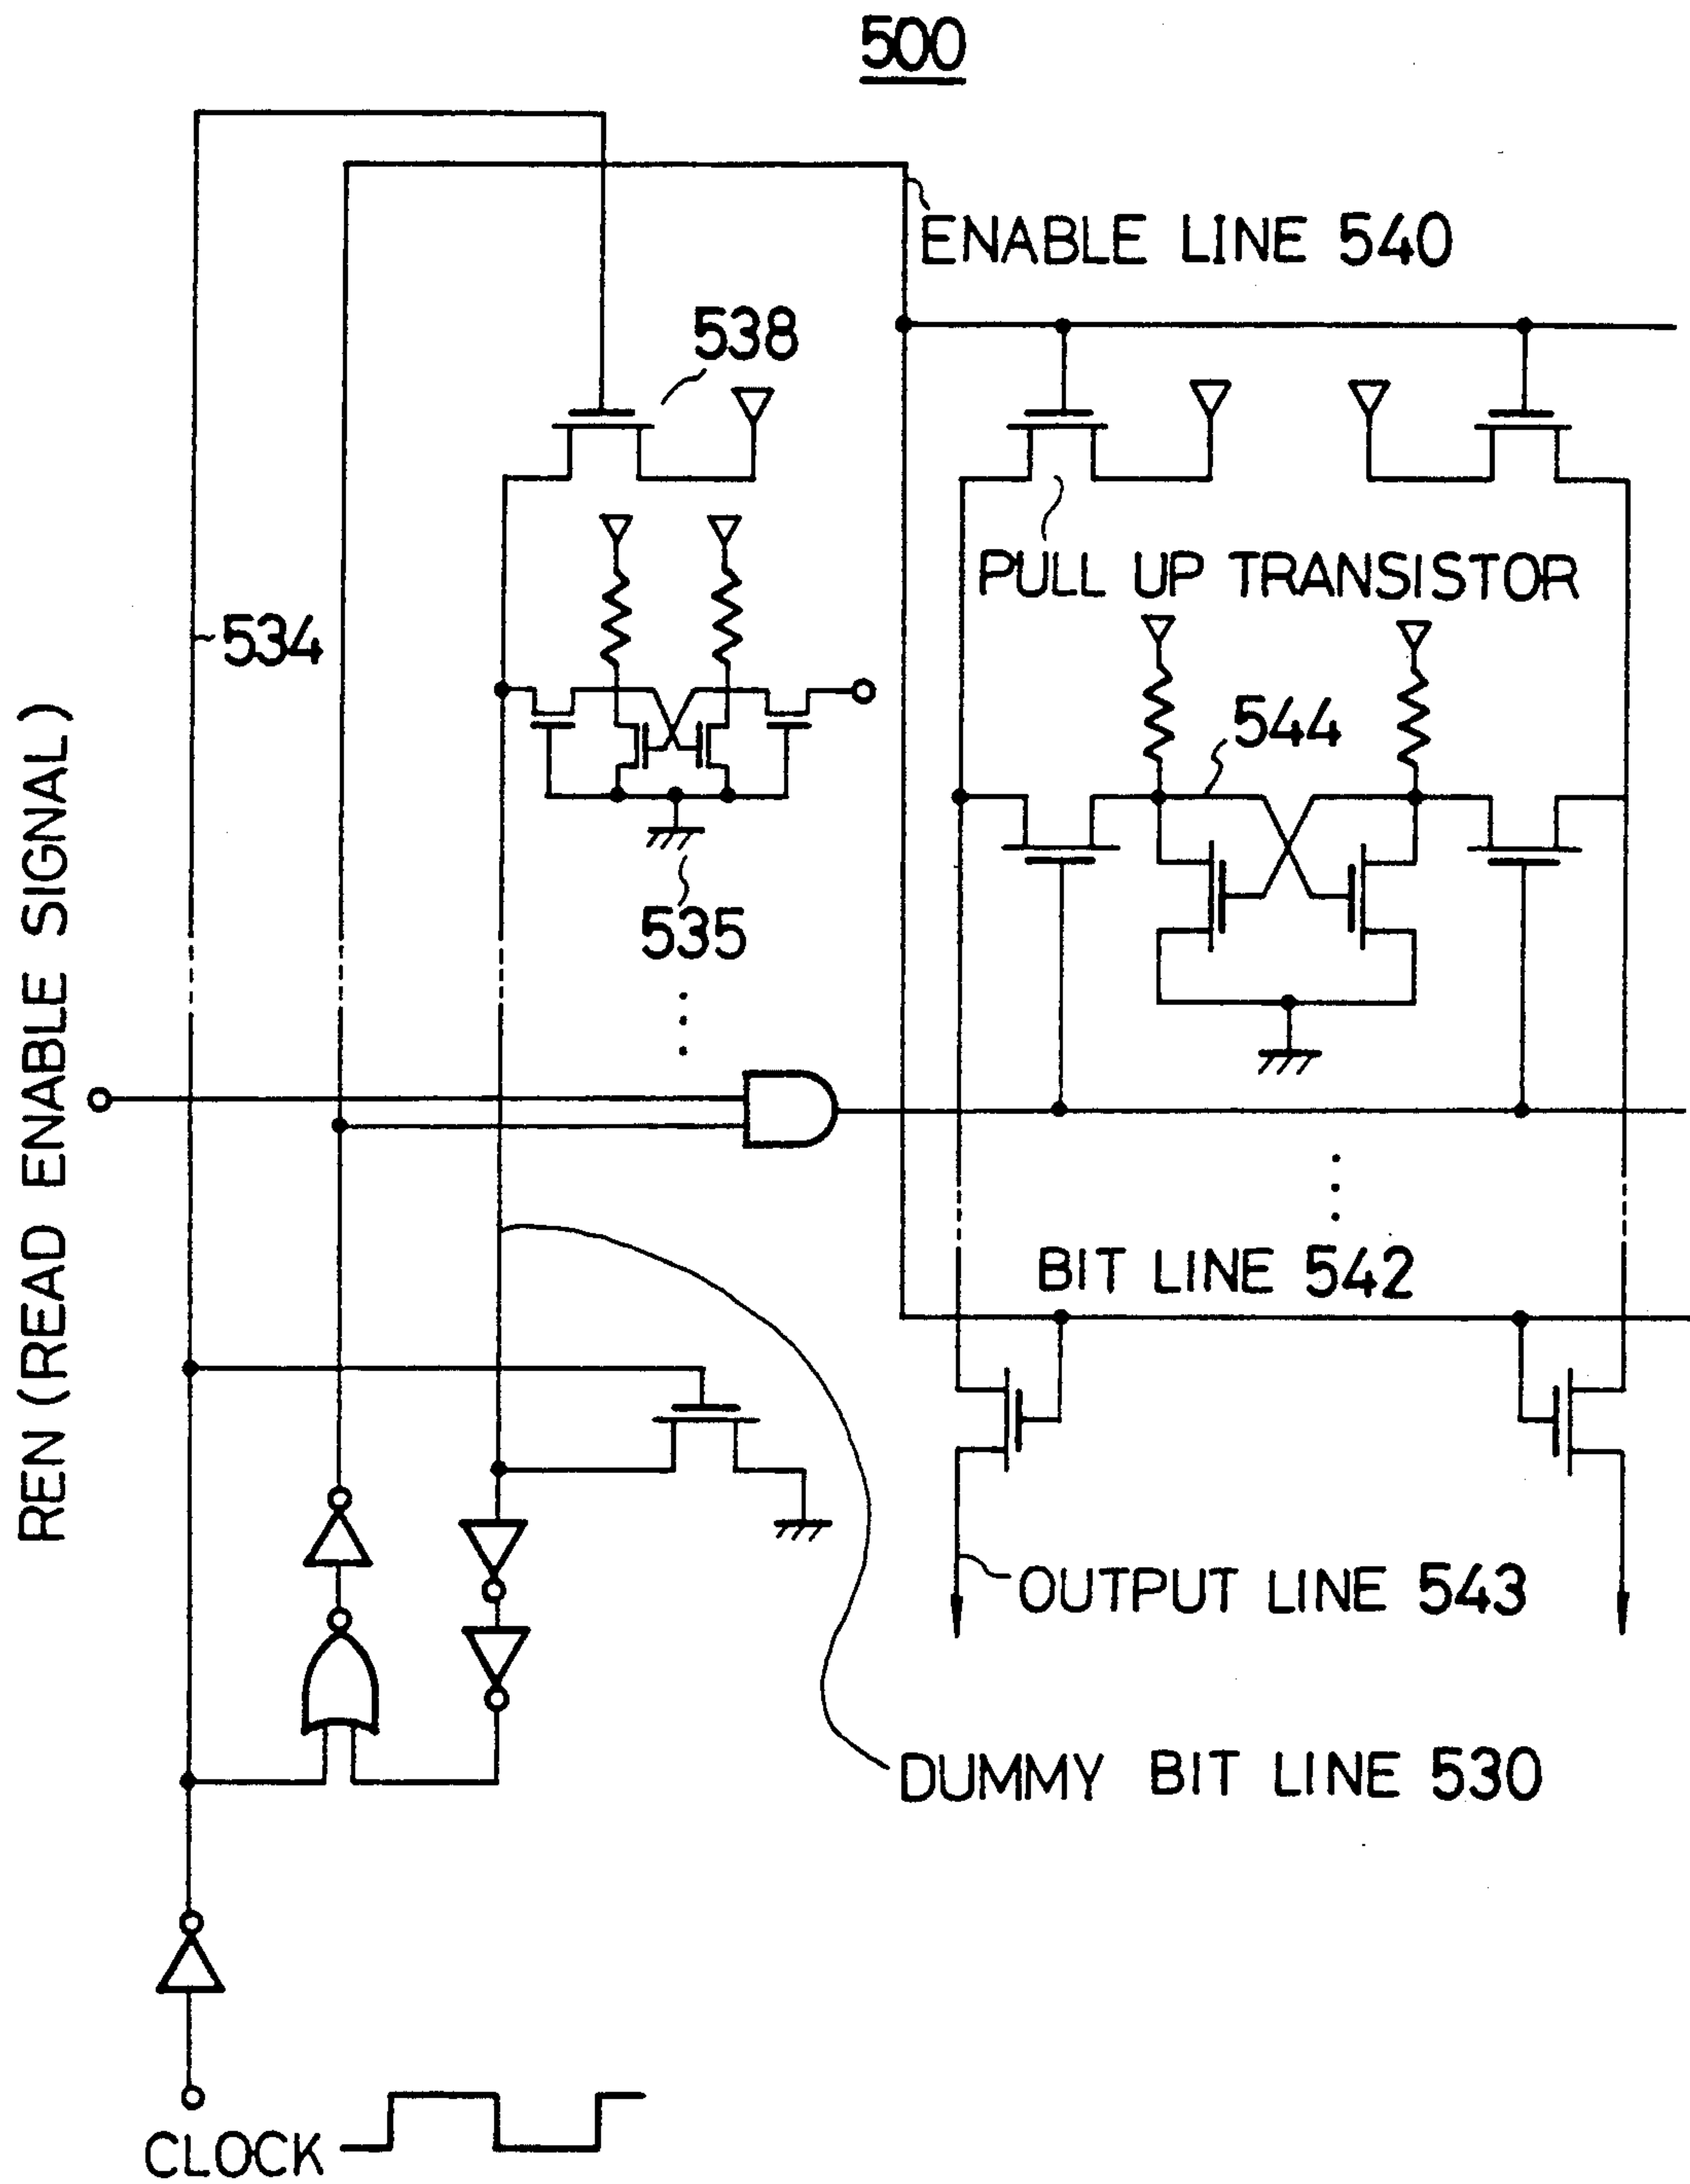 500
ENABLE LINE 540
538
PULL UP TRANSISTOR
534
544
535
REN (READ ENABLE SIGNAL)
BIT LINE 542
OUTPUT LINE 543
DUMMY BIT LINE 530
CLOCK